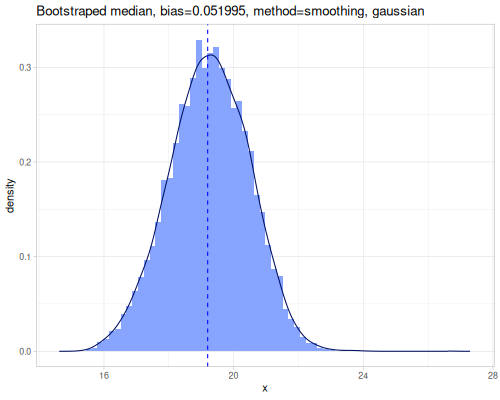 Bootstraped median, bias=0.051995, method=smoothing, gaussian
0.3
0.2
0.1
0.0
density
16
20
24
28
x